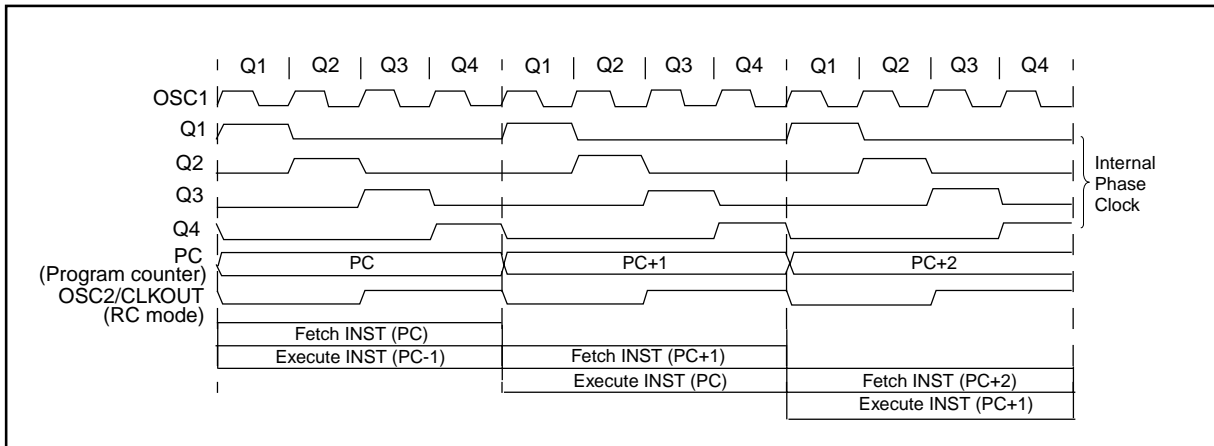 Q1 Q2 Q3 Q4 Q1 Q2 Q3 Q4 Q1 Q2 Q3 Q4
OSC1
Q1
Q2
Q3
Q4
Internal
Phase
Clock
PC
(Program counter)
PC PC+1 PC+2
OSC2/CLKOUT
(RC mode)
Fetch INST (PC)
Execute INST (PC-1) Fetch INST (PC+1)
Execute INST (PC) Fetch INST (PC+2)
Execute INST (PC+1)